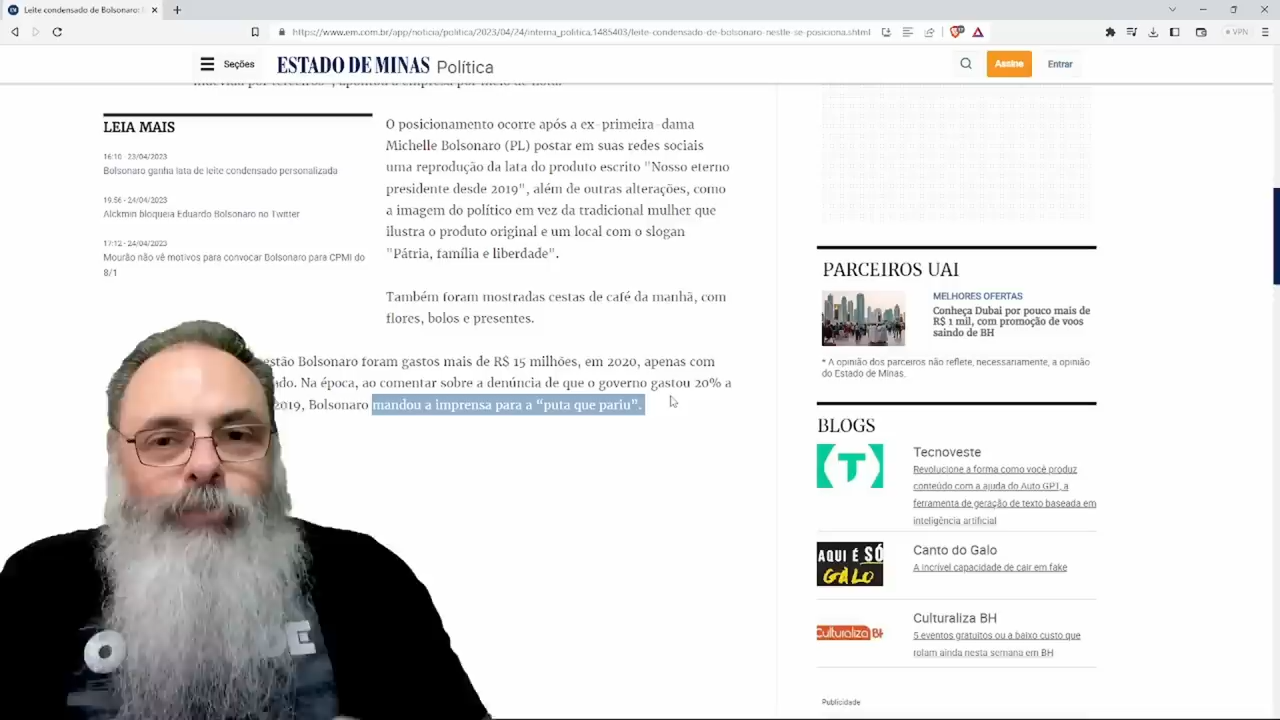 Leite condensado de Bolsonaro:
https://www.em.com.br/app/noticia/politica/2023/04/24/interna_politica,1485403/leite-condensado-de-bolsonaro-nestle-se-posiciona.shtml
VPN
Seções
ESTADO DE MINAS Política
Assine
Entrar
LEIA MAIS
16:10 - 23/04/2023
Bolsonaro ganha lata de leite condensado personalizada
19:56 - 24/04/2023
Alckmin bloqueia Eduardo Bolsonaro no Twitter
17:12 - 24/04/2023
Mourão não vê motivos para convocar Bolsonaro para CPMI do
8/1
O posicionamento ocorre após a ex-primeira-dama
Michelle Bolsonaro (PL) postar em suas redes sociais
uma reprodução da lata do produto escrito "Nosso eterno
presidente desde 2019", além de outras alterações, como
a imagem do político em vez da tradicional mulher que
ilustra o produto original e um local com o slogan
"Pátria, família e liberdade".
Também foram mostradas cestas de café da manhã, com
flores, bolos e presentes.
estão Bolsonaro foram gastos mais de R$ 15 milhões, em 2020, apenas com
do. Na época, ao comentar sobre a denúncia de que o governo gastou 20% a
2019, Bolsonaro mandou a imprensa para a “puta que pariu”.
PARCEIROS UAI
MELHORES OFERTAS
Conheça Dubai por pouco mais de
R$ 1 mil, com promoção de voos
saindo de BH
* A opinião dos parceiros não reflete, necessariamente, a opinião
do Estado de Minas.
BLOGS
Tecnoveste
Revolucione a forma como você produz
conteúdo com a ajuda do Auto GPT, a
ferramenta de geração de texto baseada em
inteligência artificial
AQUI É SÓ
GALO
Canto do Galo
A incrível capacidade de cair em fake
Culturaliza BH
Culturaliza BH
5 eventos gratuitos ou a baixo custo que
rolam ainda nesta semana em BH
Publicidade